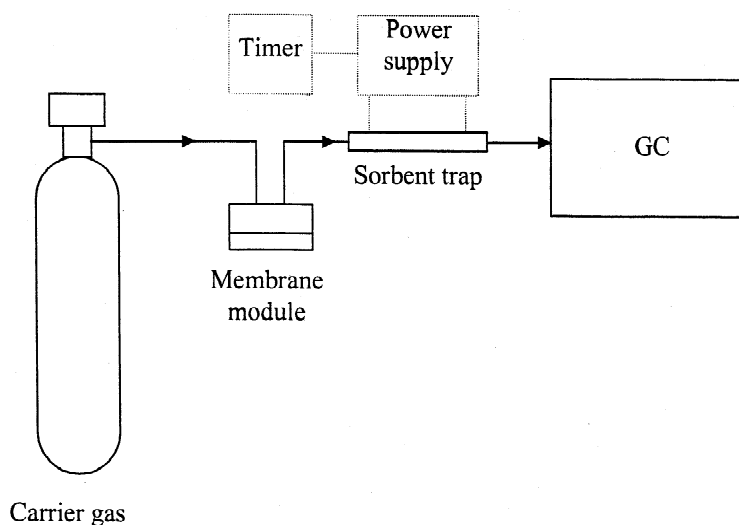 Timer
Power
supply
GC
Sorbent trap
Membrane
module
Carrier gas